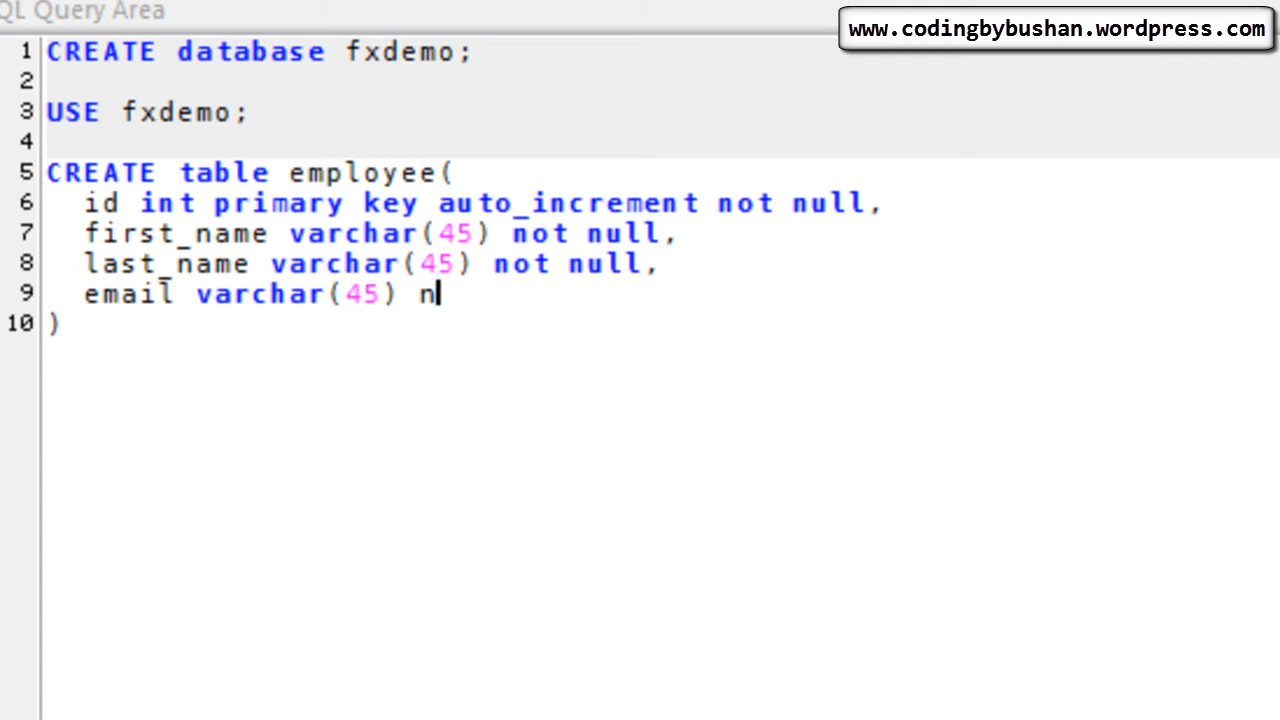 QL Query Area
www.codingbybushan.wordpress.com
1 CREATE database fxdemo;
2
3 USE fxdemo;
4
5 CREATE table employee(
6 id int primary key auto_increment not null,
7 first_name varchar(45) not null,
8 last_name varchar(45) not null,
9 email varchar(45) n
10 )